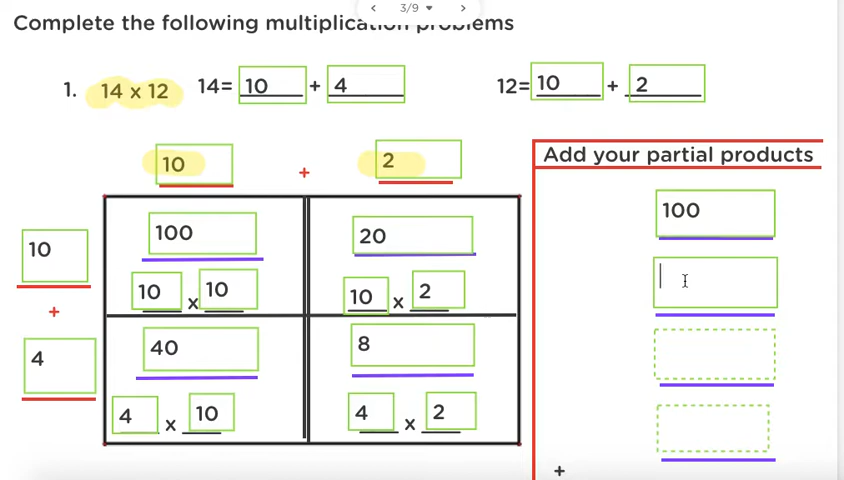 3/9
Complete the following multiplication problems
1. 14 x 12 14= 10 + 4 12= 10 + 2
10 + 2
10
+
4
100
10 x 10
20
10 x 2
40
4 x 10
8
4 x 2
Add your partial products
100
+